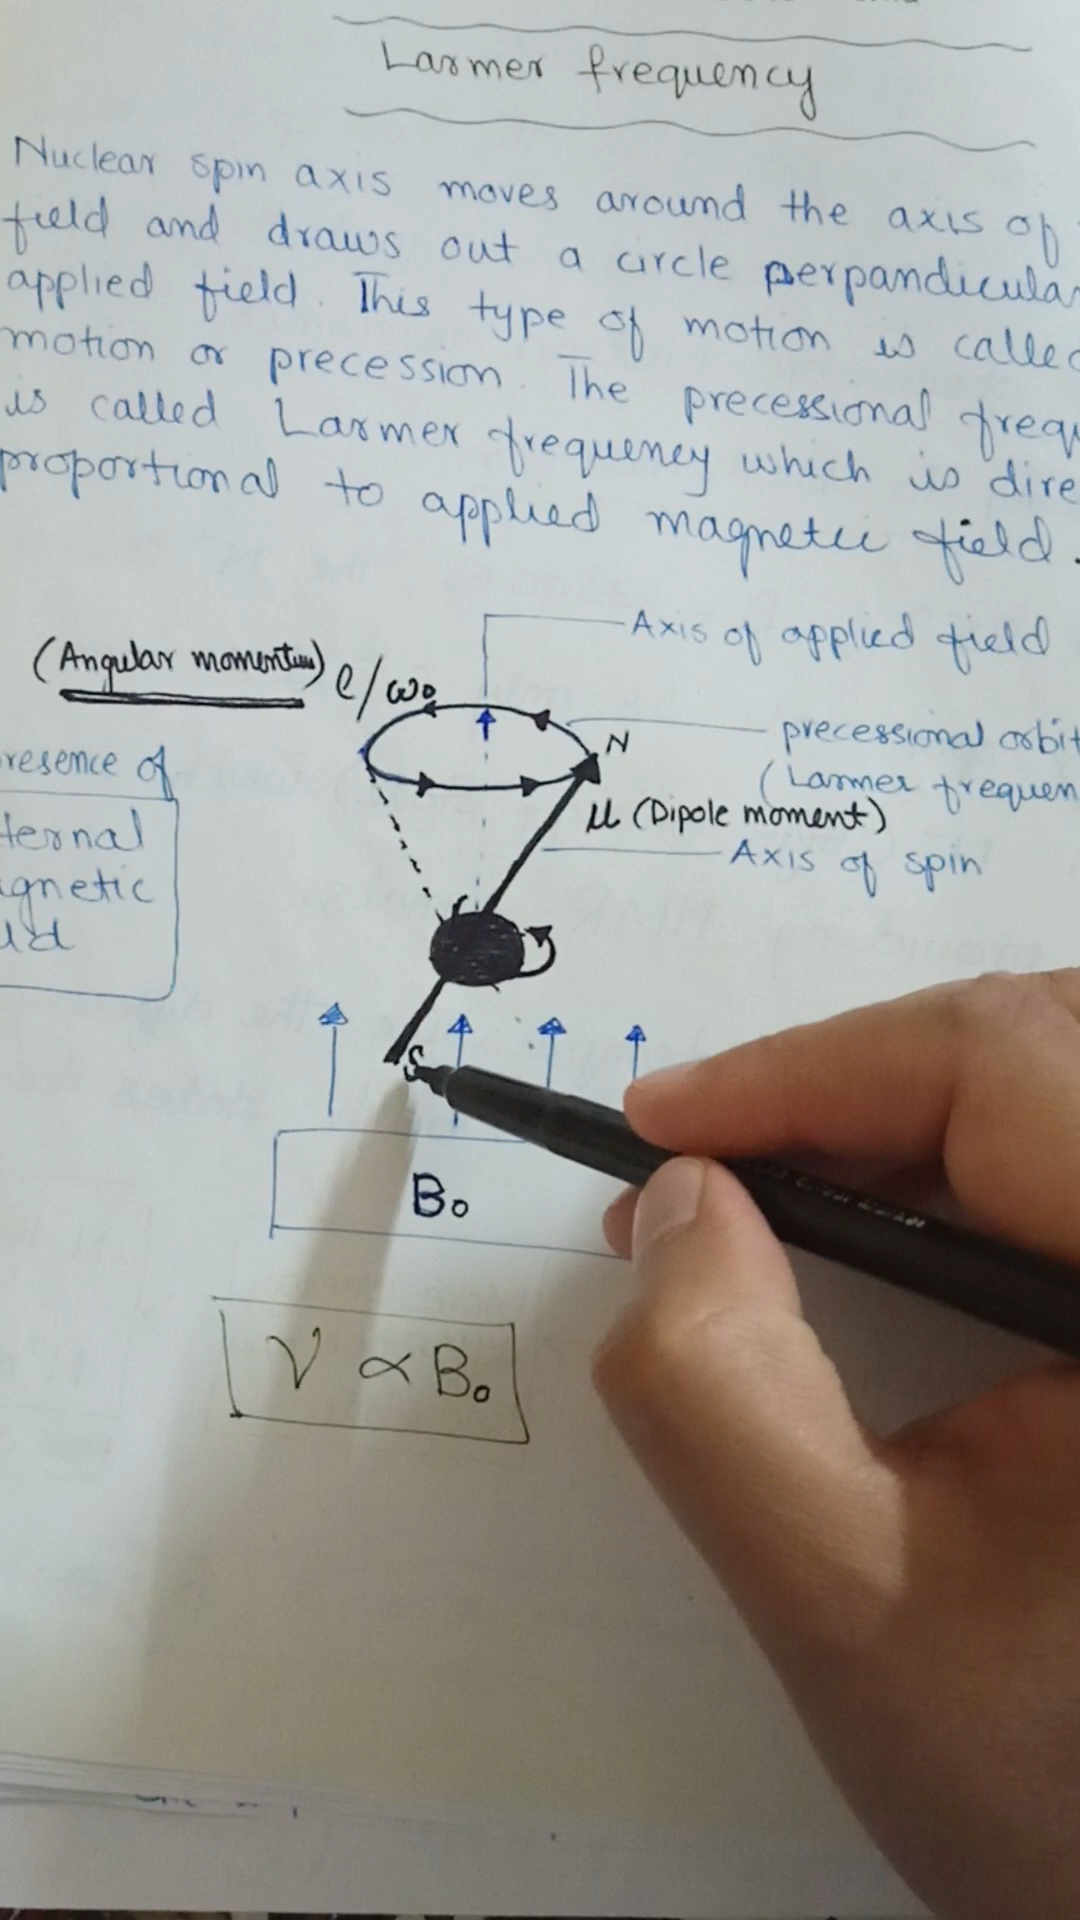 Larmer frequency
Nuclear spin axis moves around the axis of
field and draws out a circle perpandicular
applied field. This type of motion is called
motion or precession. The precessional frequ
is called Larmer frequency which is dire
proportional to applied magnetic field.
Axis of applied field
(Angular momentum) l/ω₀
precessional orbit
N
(Larmer frequen
resence of
μ (Dipole moment)
ternal
Axis of spin
gnetic
ld
S
B₀
ν ∝ B₀